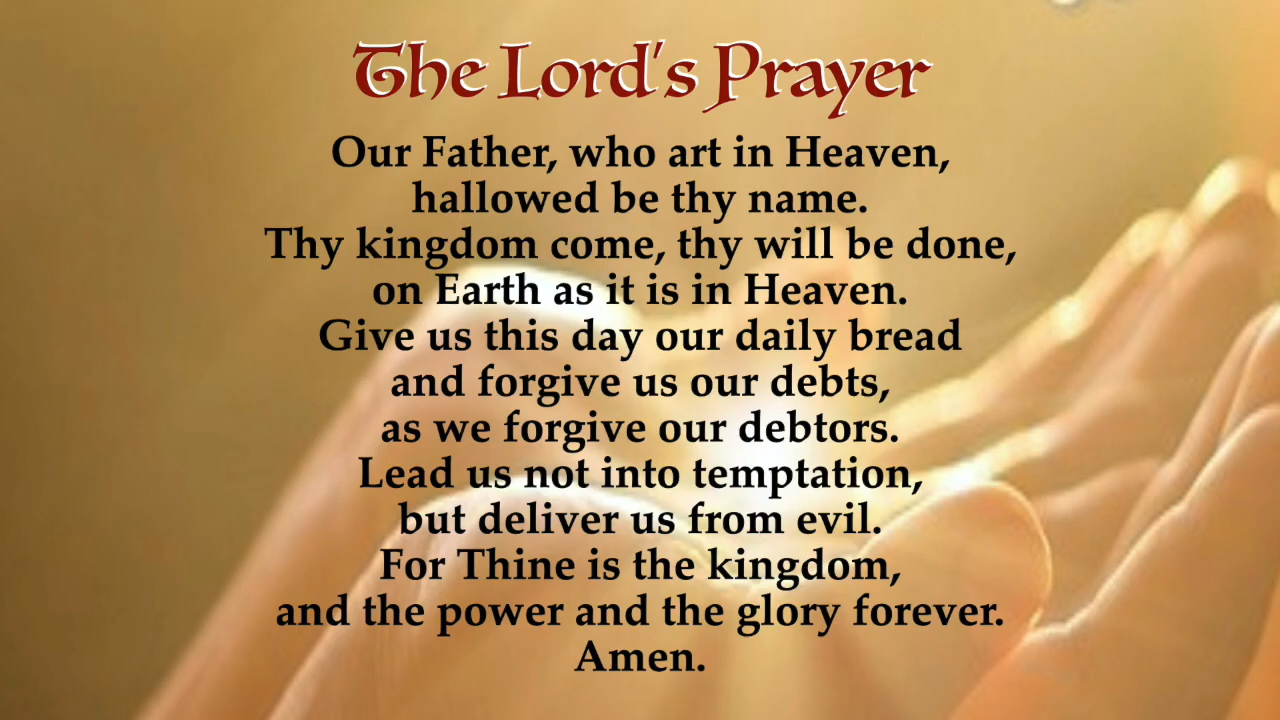 The Lord's Prayer
Our Father, who art in Heaven,
hallowed be thy name.
Thy kingdom come, thy will be done,
on Earth as it is in Heaven.
Give us this day our daily bread
and forgive us our debts,
as we forgive our debtors.
Lead us not into temptation,
but deliver us from evil.
For Thine is the kingdom,
and the power and the glory forever.
Amen.